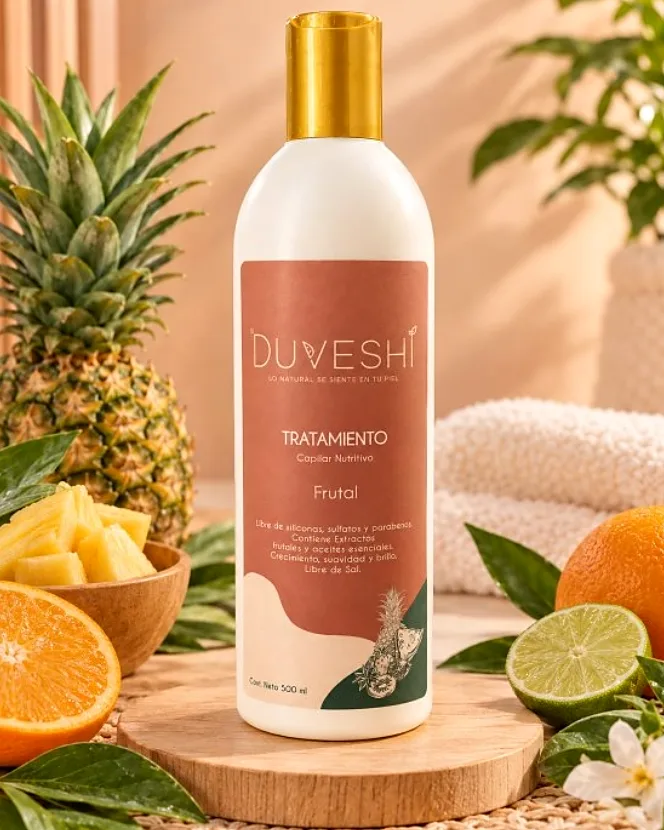 DUVESHI
LO NATURAL SE SIENTE EN TU PIEL
TRATAMIENTO
Capilar Nutritivo
Frutal
Libre de siliconas, sulfatos y parabenos.
Contiene Extractos
frutales y aceites esenciales.
Crecimiento, suavidad y brillo.
Libre de Sal.
Cont. Neto 500 ml